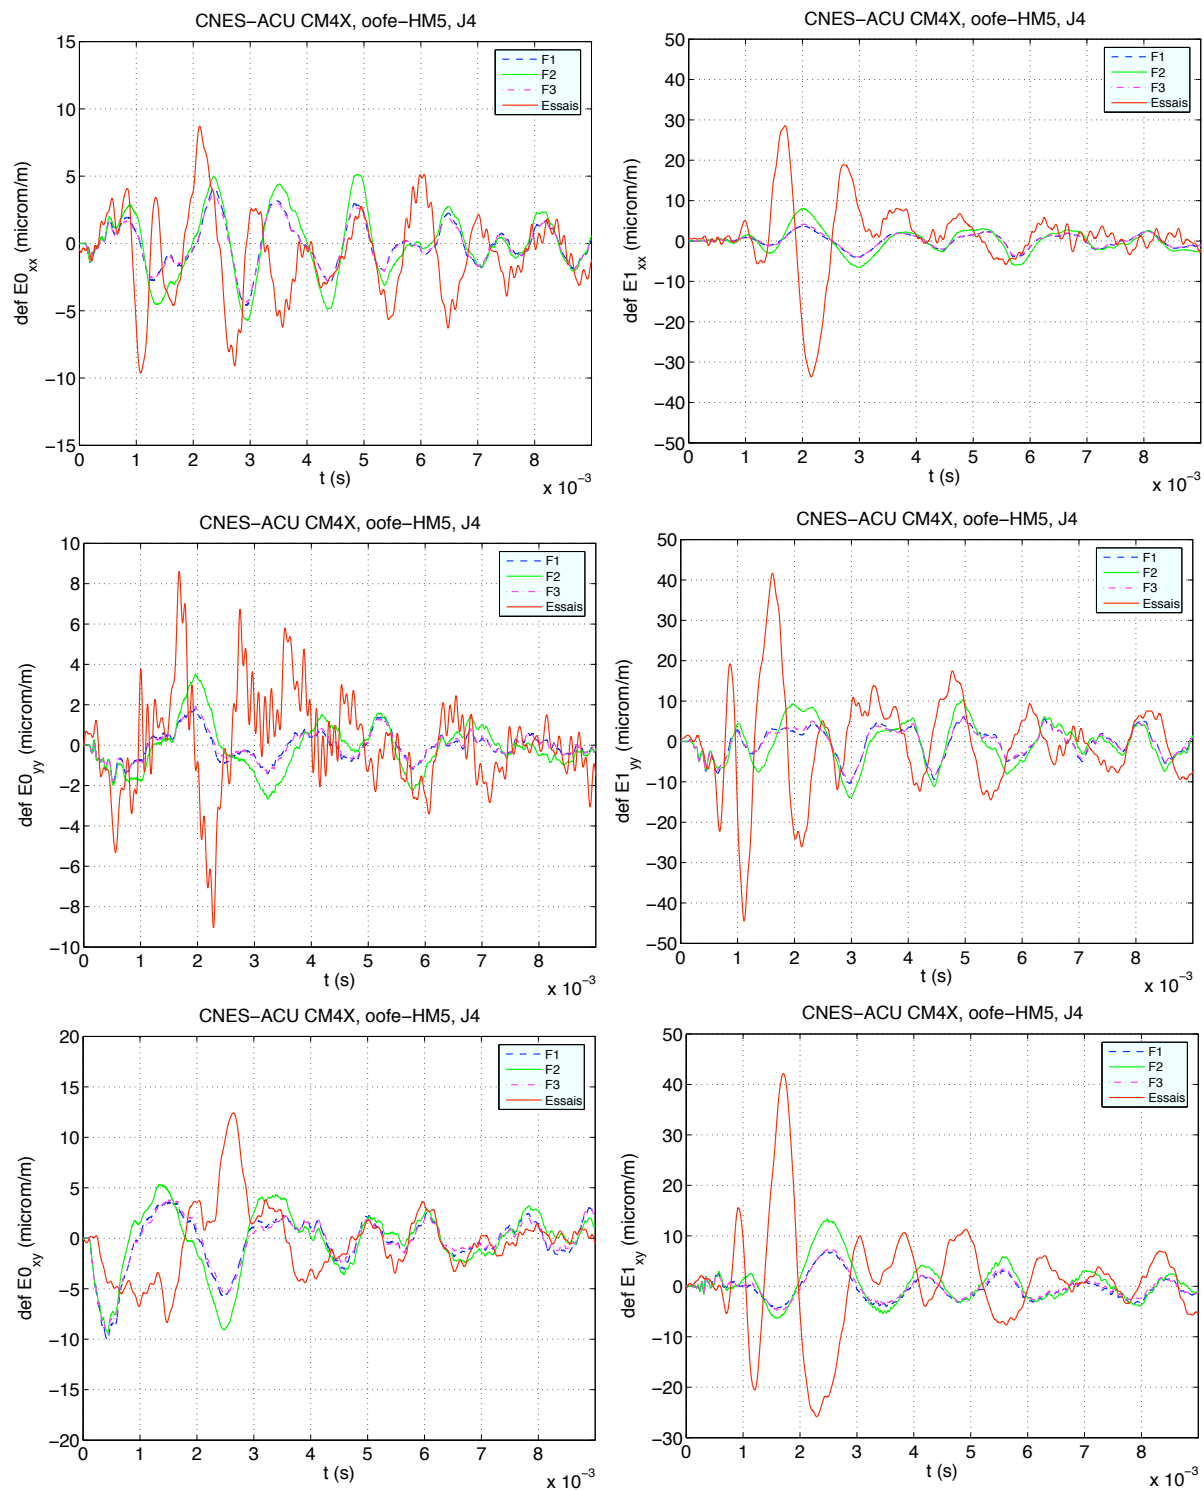 CNES-ACU CM4X, oofe-HM5, J4
def E0xx (microm/m)
15
10
5
0
-5
-10
-15
F1
F2
F3
Essais
0 1 2 3 4 5 6 7 8
t (s)
x 10-3
CNES-ACU CM4X, oofe-HM5, J4
def E1xx (microm/m)
50
40
30
20
10
0
-10
-20
-30
-40
-50
F1
F2
F3
Essais
0 1 2 3 4 5 6 7 8
t (s)
x 10-3
CNES-ACU CM4X, oofe-HM5, J4
def E0yy (microm/m)
10
8
6
4
2
0
-2
-4
-6
-8
-10
F1
F2
F3
Essais
0 1 2 3 4 5 6 7 8
t (s)
x 10-3
CNES-ACU CM4X, oofe-HM5, J4
def E1yy (microm/m)
50
40
30
20
10
0
-10
-20
-30
-40
-50
F1
F2
F3
Essais
0 1 2 3 4 5 6 7 8
t (s)
x 10-3
CNES-ACU CM4X, oofe-HM5, J4
def E0xy (microm/m)
20
15
10
5
0
-5
-10
-15
-20
F1
F2
F3
Essais
0 1 2 3 4 5 6 7 8
t (s)
x 10-3
CNES-ACU CM4X, oofe-HM5, J4
def E1xy (microm/m)
50
40
30
20
10
0
-10
-20
-30
F1
F2
F3
Essais
0 1 2 3 4 5 6 7 8
t (s)
x 10-3